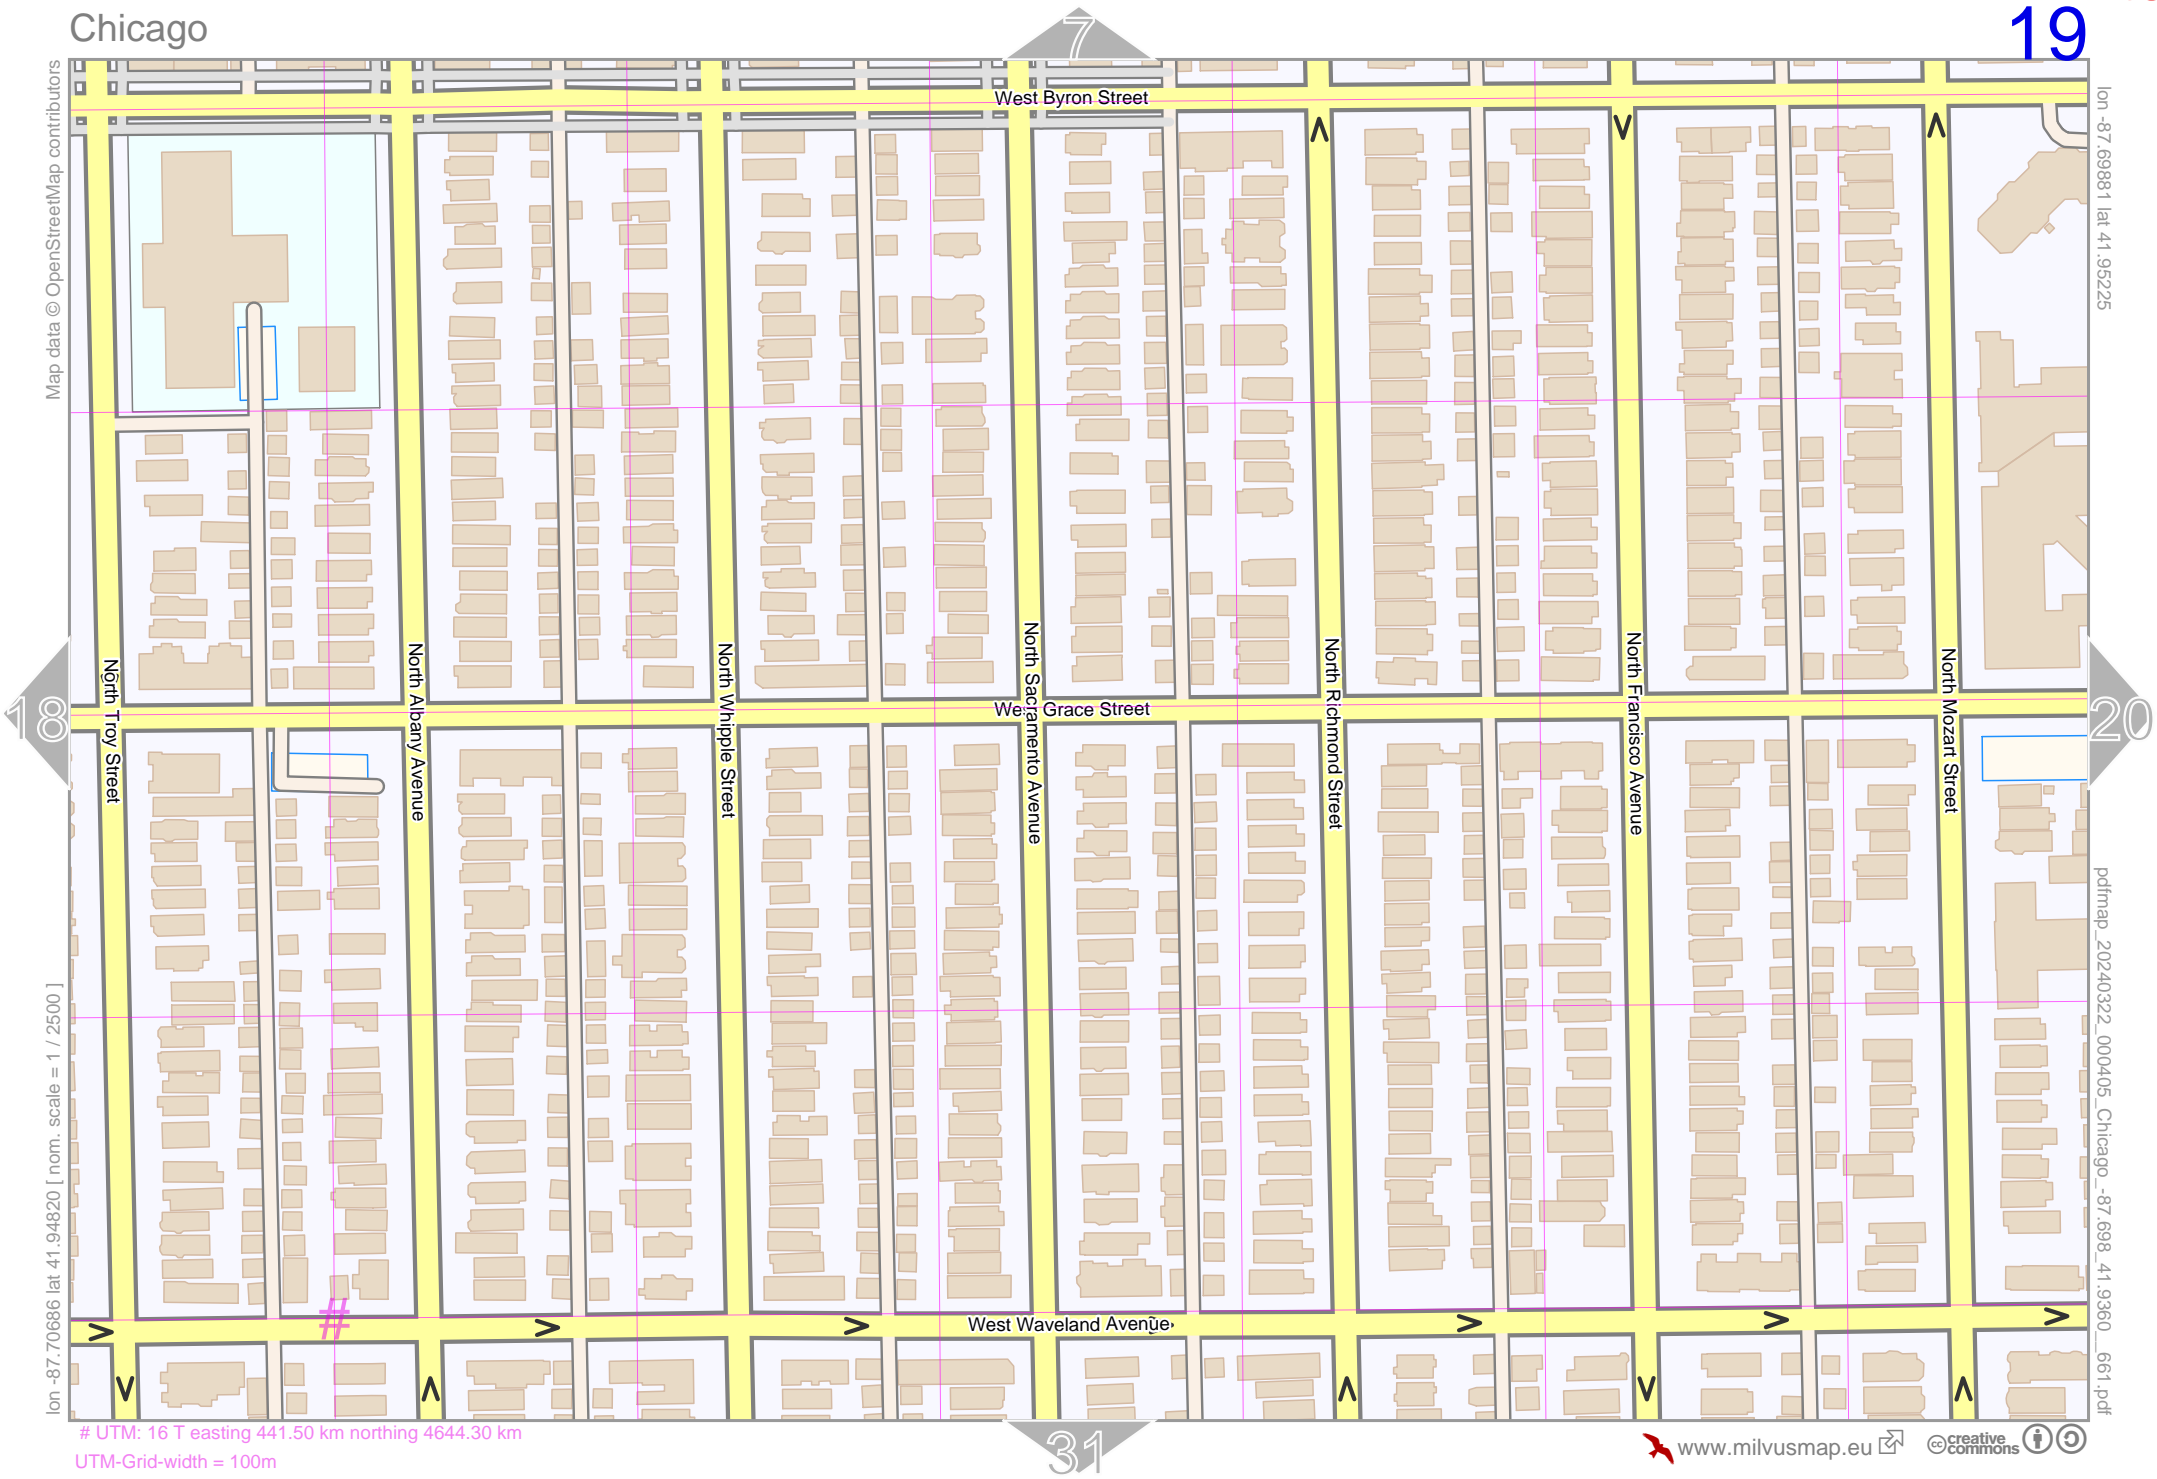 Chicago
7
19
Map data © OpenStreetMap contributors
lon -87.69881 lat 41.95225
West Byron Street
North Troy Street
North Albany Avenue
North Whipple Street
North Sacramento Avenue
North Richmond Street
North Francisco Avenue
North Mozart Street
18
West Grace Street
20
lon -87.70686 lat 41.94820 [ nom. scale = 1 / 2500 ]
pdfmap_20240322_000405_Chicago_-87.698_41.9360__661.pdf
#
West Waveland Avenue
# UTM: 16 T easting 441.50 km northing 4644.30 km
UTM-Grid-width = 100m
31
www.milvusmap.eu
cc creative commons